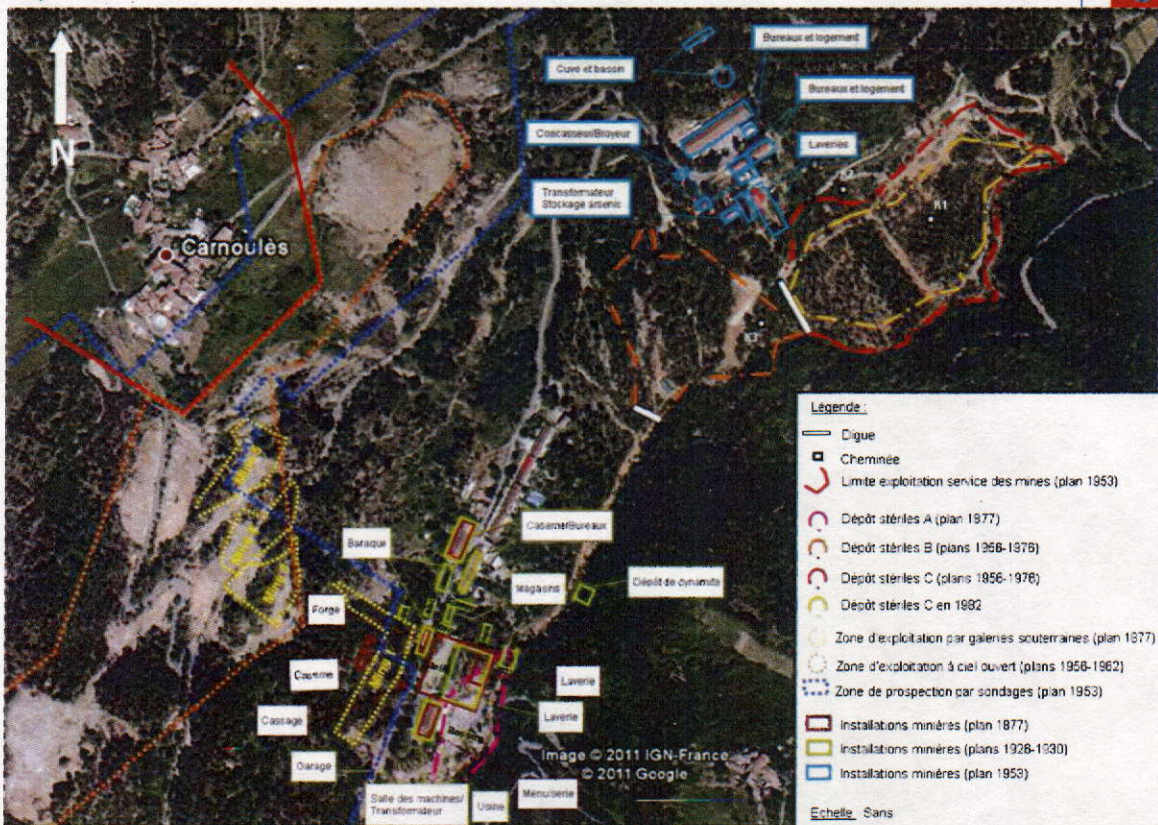 N
Carnoulès
Bureaux et logement
Cuve et bassin
Bureaux et logement
Concasseur/Broyeur
Laveries
Transformateur
Stockage arsenic
K1
Caserne/Bureaux
Baraque
Magasins
Dépôt de dynamite
Forge
Caserne
Cassage
Laverie
Laverie
Garage
Salle des machines/
Transformateur
Usine
Menuiserie
Image © 2011 IGN-France
© 2011 Google
Légende :
Digue
Cheminée
Limite exploitation service des mines (plan 1953)
Dépôt stériles A (plan 1877)
Dépôt stériles B (plans 1956-1976)
Dépôt stériles C (plans 1956-1976)
Dépôt stériles C en 1982
Zone d'exploitation par galeries souterraines (plan 1877)
Zone d'exploitation à ciel ouvert (plans 1956-1962)
Zone de prospection par sondages (plan 1953)
Installations minières (plan 1877)
Installations minières (plans 1926-1930)
Installations minières (plan 1953)
Echelle Sans